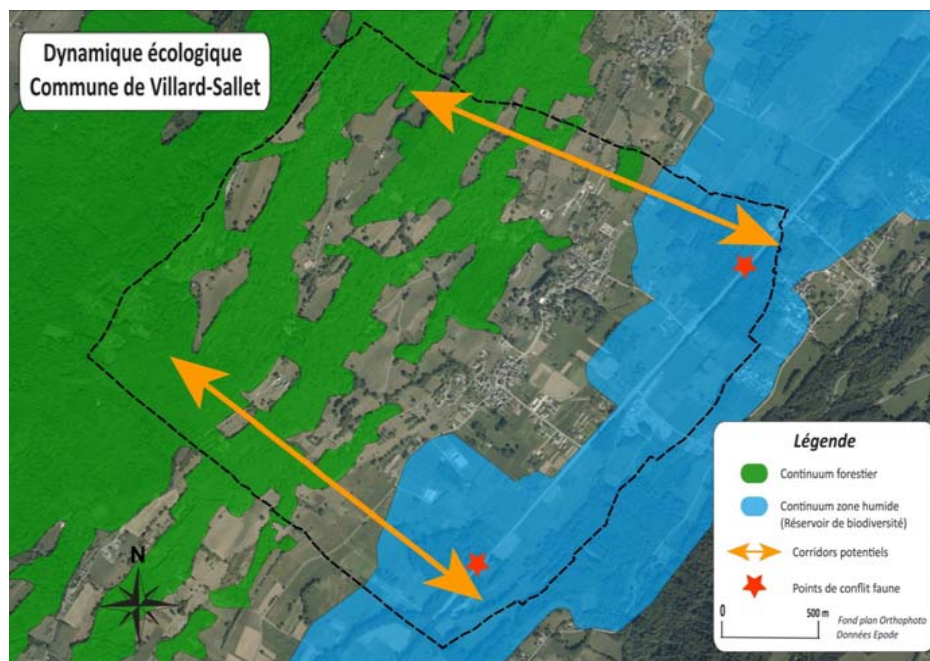 Dynamique écologique
Commune de Villard-Sallet
N
Légende
Continuum forestier
Continuum zone humide
(Réservoir de biodiversité)
Corridors potentiels
Points de conflit faune
0 500 m
Fond plan Orthophoto
Données Epode